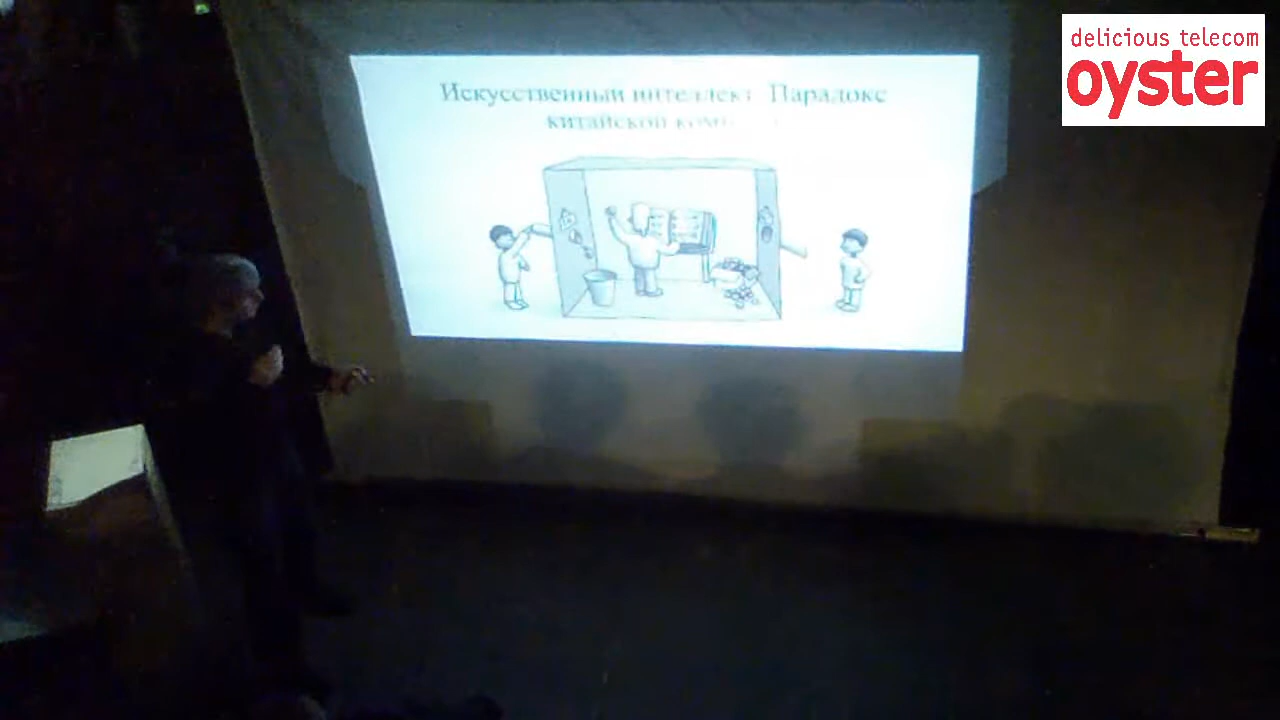 delicious telecom
oyster
Искусственный интеллект Парадокс
китайской